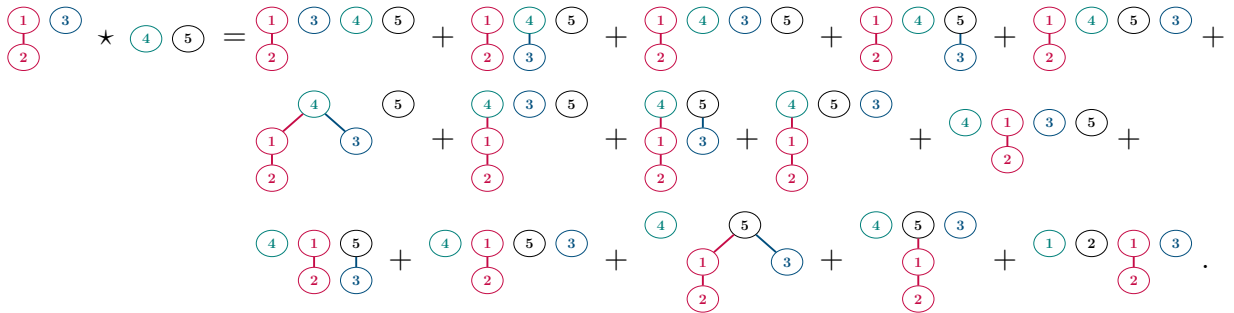 1 3 ⋆ 4 5 = 1 3 4 5 + 1 4 5 + 1 4 3 5 + 1 4 5 + 1 4 5 3 +
2 2 2 3 2 2 3 2
4 5 + 4 3 5 + 4 5 + 4 5 3 + 4 1 3 5 +
1 3 1 1 3 1 2
2 2 2 2
4 1 5 + 4 1 5 3 + 4 5 + 4 5 3 + 1 2 1 3 .
2 3 2 1 3 1 2
2 2